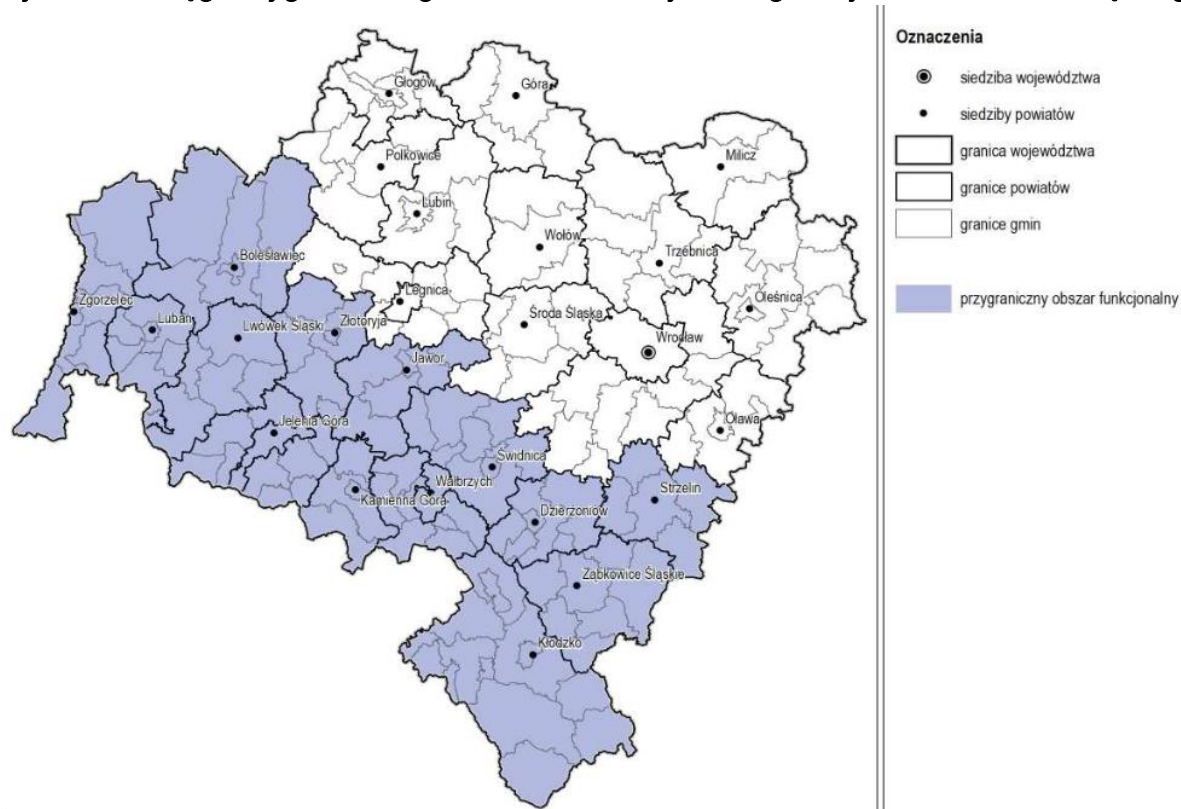 Głogów
Góra
Polkowice
Milicz
Lubin
Wołów
Trzebnica
Bolesławiec
Legnica
Oleśnica
Zgorzelec
Lubań
Lwówek Śląski
Złotoryja
Środa Śląska
Wrocław
Jawor
Jelenia Góra
Oława
Świdnica
Wałbrzych
Kamienna Góra
Strzelin
Dzierżoniów
Ząbkowice Śląskie
Kłodzko
Oznaczenia
siedziba województwa
siedziby powiatów
granica województwa
granice powiatów
granice gmin
przygraniczny obszar funkcjonalny